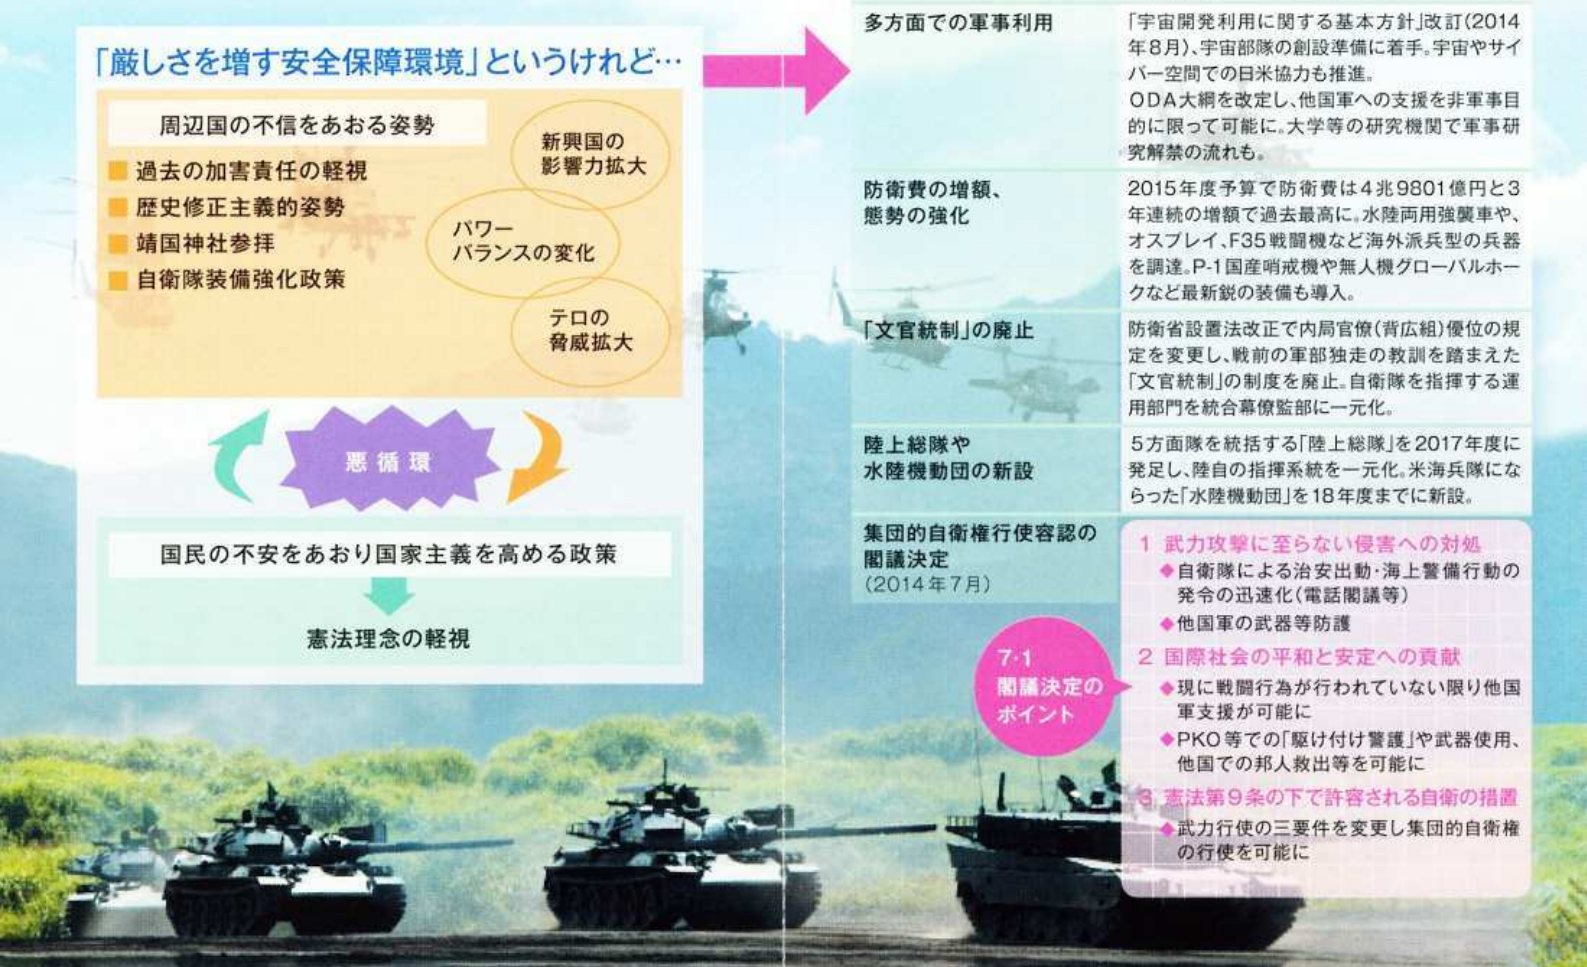 「厳しさを増す安全保障環境」というけれど…
周辺国の不信をあおる姿勢
■ 過去の加害責任の軽視
■ 歴史修正主義的姿勢
■ 靖国神社参拝
■ 自衛隊装備強化政策
新興国の
影響力拡大
パワー
バランスの変化
テロの
脅威拡大
悪循環
国民の不安をあおり国家主義を高める政策
憲法理念の軽視
多方面での軍事利用
「宇宙開発利用に関する基本方針」改訂(2014
年8月)、宇宙部隊の創設準備に着手。宇宙やサイ
バー空間での日米協力も推進。
ODA大綱を改定し、他国軍への支援を非軍事目
的に限って可能に。大学等の研究機関で軍事研
究解禁の流れも。
防衛費の増額、
態勢の強化
2015年度予算で防衛費は4兆9801億円と3
年連続の増額で過去最高に。水陸両用強襲車や、
オスプレイ、F35戦闘機など海外派兵型の兵器
を調達。P-1国産哨戒機や無人機グローバルホー
クなど最新鋭の装備も導入。
「文官統制」の廃止
防衛省設置法改正で内局官僚(背広組)優位の規
定を変更し、戦前の軍部独走の教訓を踏まえた
「文官統制」の制度を廃止。自衛隊を指揮する運
用部門を統合幕僚監部に一元化。
陸上総隊や
水陸機動団の新設
5方面隊を統括する「陸上総隊」を2017年度に
発足し、陸自の指揮系統を一元化。米海兵隊にな
らった「水陸機動団」を18年度までに新設。
集団的自衛権行使容認の
閣議決定
(2014年7月)
7·1
閣議決定の
ポイント
1 武力攻撃に至らない侵害への対処
◆自衛隊による治安出動・海上警備行動の
発令の迅速化(電話閣議等)
◆他国軍の武器等防護
2 国際社会の平和と安定への貢献
◆現に戦闘行為が行われていない限り他国
軍支援が可能に
◆PKO等での「駆け付け警護」や武器使用、
他国での邦人救出等を可能に
3 憲法第9条の下で許容される自衛の措置
◆武力行使の三要件を変更し集団的自衛権
の行使を可能に